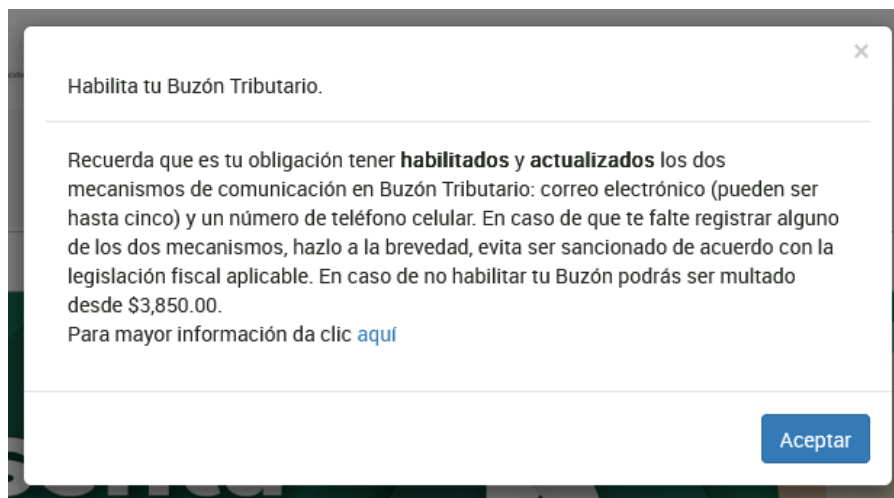 ×
Habilita tu Buzón Tributario.
Recuerda que es tu obligación tener habilitados y actualizados los dos
mecanismos de comunicación en Buzón Tributario: correo electrónico (pueden ser
hasta cinco) y un número de teléfono celular. En caso de que te falte registrar alguno
de los dos mecanismos, hazlo a la brevedad, evita ser sancionado de acuerdo con la
legislación fiscal aplicable. En caso de no habilitar tu Buzón podrás ser multado
desde $3,850.00.
Para mayor información da clic aquí
Aceptar